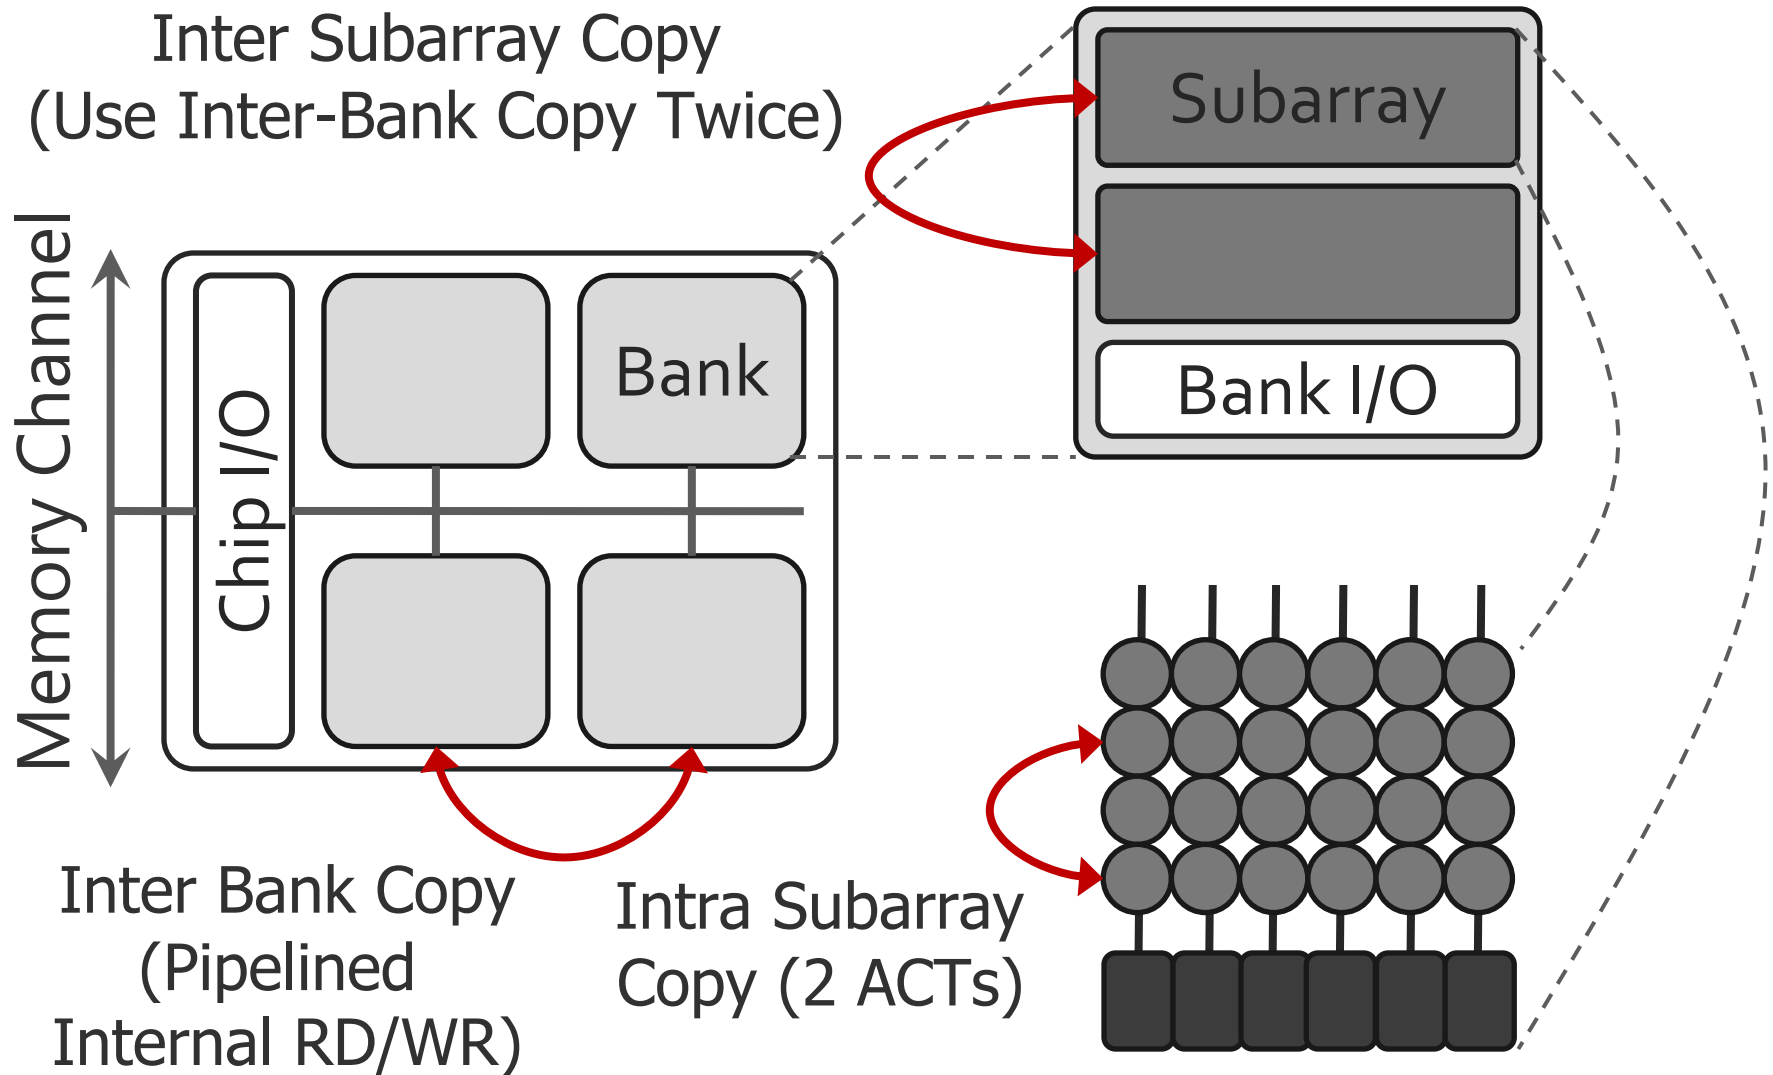 Inter Subarray Copy
(Use Inter-Bank Copy Twice)
Subarray
Bank I/O
Memory Channel
Chip I/O
Bank
Inter Bank Copy
(Pipelined
Internal RD/WR)
Intra Subarray
Copy (2 ACTs)